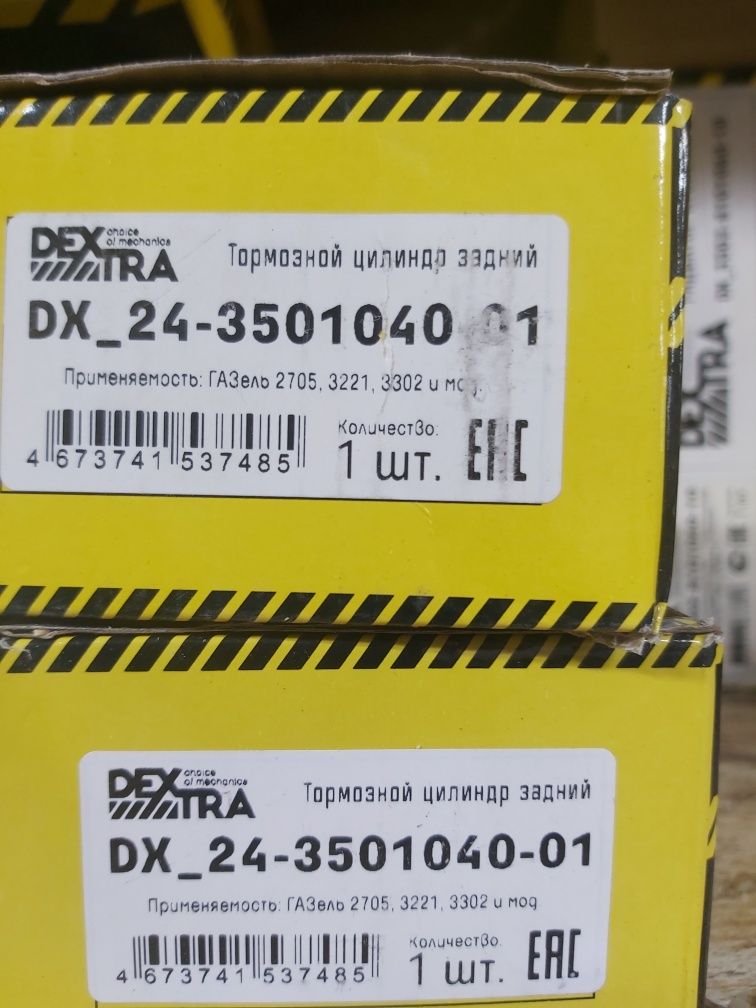 DEXTRA choice of mechanics
Тормозной цилиндр задний
DX_24-3501040-01
Применяемость: ГАЗель 2705, 3221, 3302 и мод.
Количество:
4 673741 537485
1 шт. EAC
DEXTRA choice of mechanics
Тормозной цилиндр задний
DX_24-3501040-01
Применяемость: ГАЗель 2705, 3221, 3302 и мод
Количество:
4 673741 537485
1 шт. EAC
DEXTRA